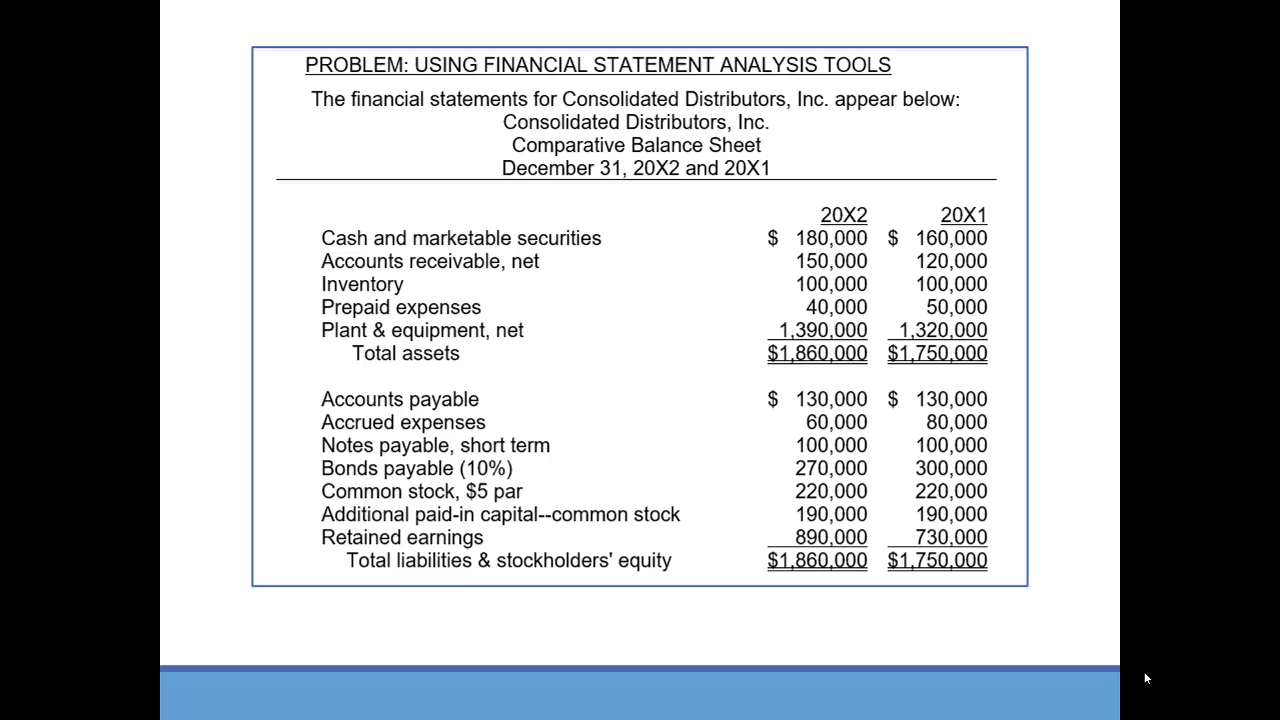 PROBLEM: USING FINANCIAL STATEMENT ANALYSIS TOOLS
The financial statements for Consolidated Distributors, Inc. appear below:
Consolidated Distributors, Inc.
Comparative Balance Sheet
December 31, 20X2 and 20X1
20X2 20X1
Cash and marketable securities $ 180,000 $ 160,000
Accounts receivable, net 150,000 120,000
Inventory 100,000 100,000
Prepaid expenses 40,000 50,000
Plant & equipment, net 1,390,000 1,320,000
Total assets $1,860,000 $1,750,000
Accounts payable $ 130,000 $ 130,000
Accrued expenses 60,000 80,000
Notes payable, short term 100,000 100,000
Bonds payable (10%) 270,000 300,000
Common stock, $5 par 220,000 220,000
Additional paid-in capital--common stock 190,000 190,000
Retained earnings 890,000 730,000
Total liabilities & stockholders' equity $1,860,000 $1,750,000